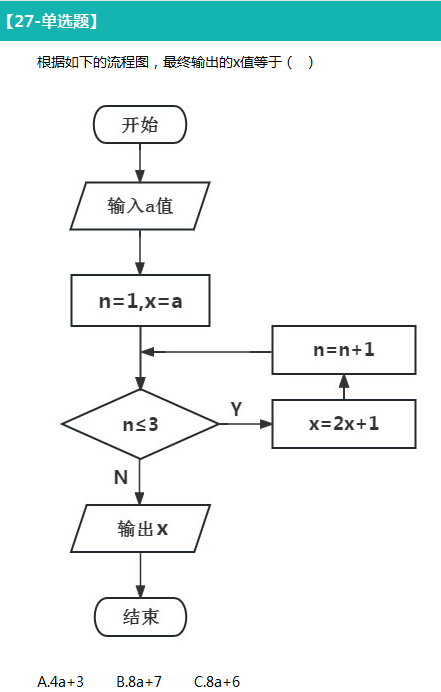 【27-单选题】
根据如下的流程图，最终输出的x值等于（　）
开始
输入a值
n=1,x=a
n=n+1
n≤3
Y
x=2x+1
N
输出x
结束
A.4a+3 B.8a+7 C.8a+6